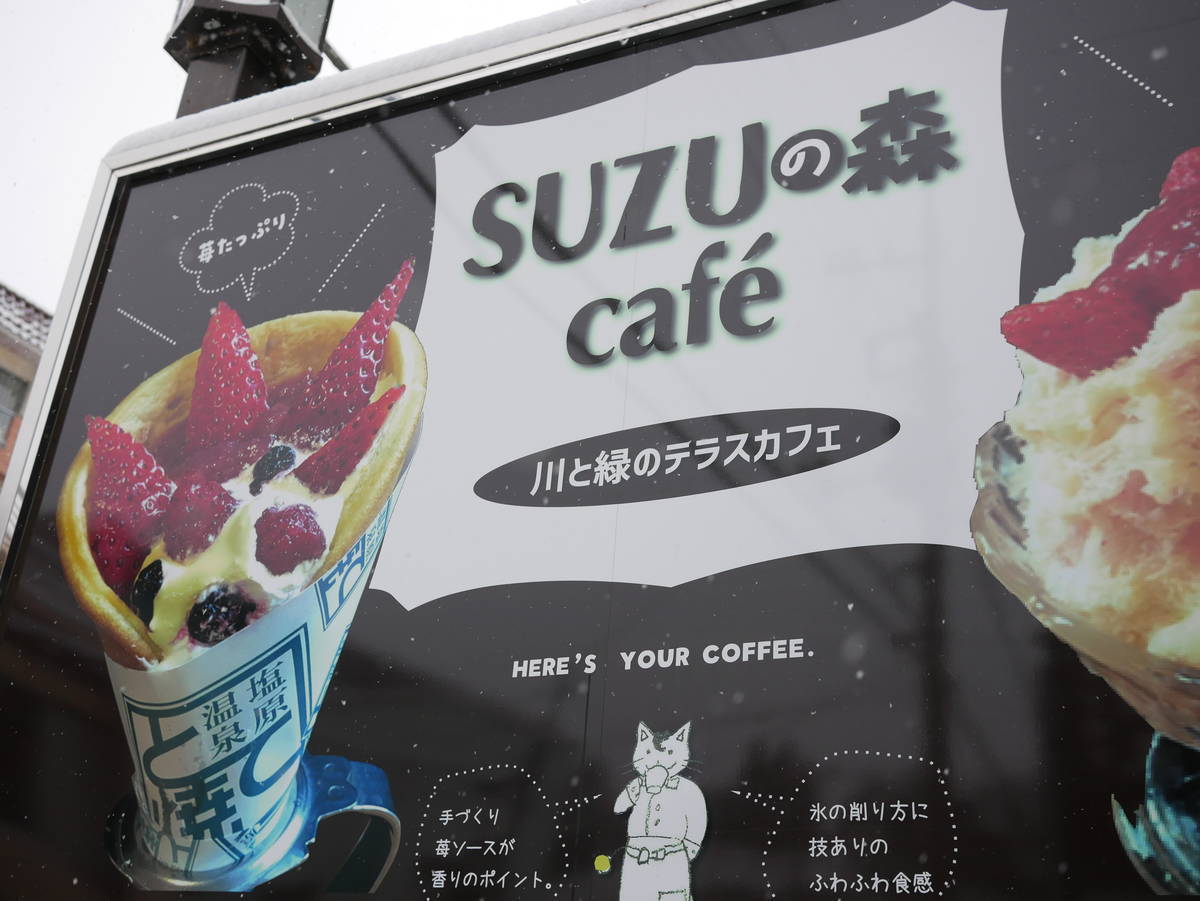 SUZUの森
café
川と緑のテラスカフェ
苺たっぷり
塩原
温泉
と
焼
HERE'S YOUR COFFEE.
手づくり
苺ソースが
香りのポイント。
氷の削り方に
技ありの
ふわふわ食感